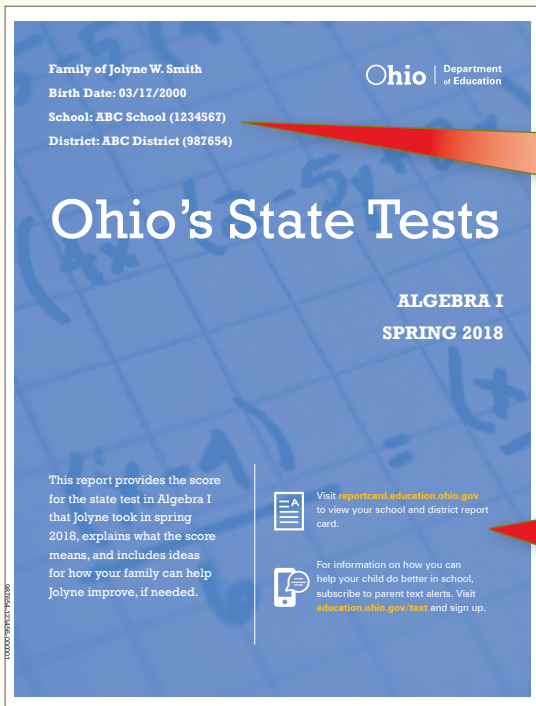 Family of Jolyne W. Smith
Birth Date: 03/17/2000
School: ABC School (1234567)
District: ABC District (987654)
Ohio | Department of Education
Ohio's State Tests
ALGEBRA I
SPRING 2018
This report provides the score
for the state test in Algebra I
that Jolyne took in spring
2018, explains what the score
means, and includes ideas
for how your family can help
Jolyne improve, if needed.
Visit reportcard.education.ohio.gov
to view your school and district report
card.
For information on how you can
help your child do better in school,
subscribe to parent text alerts. Visit
education.ohio.gov/text and sign up.
987654-123456-000001